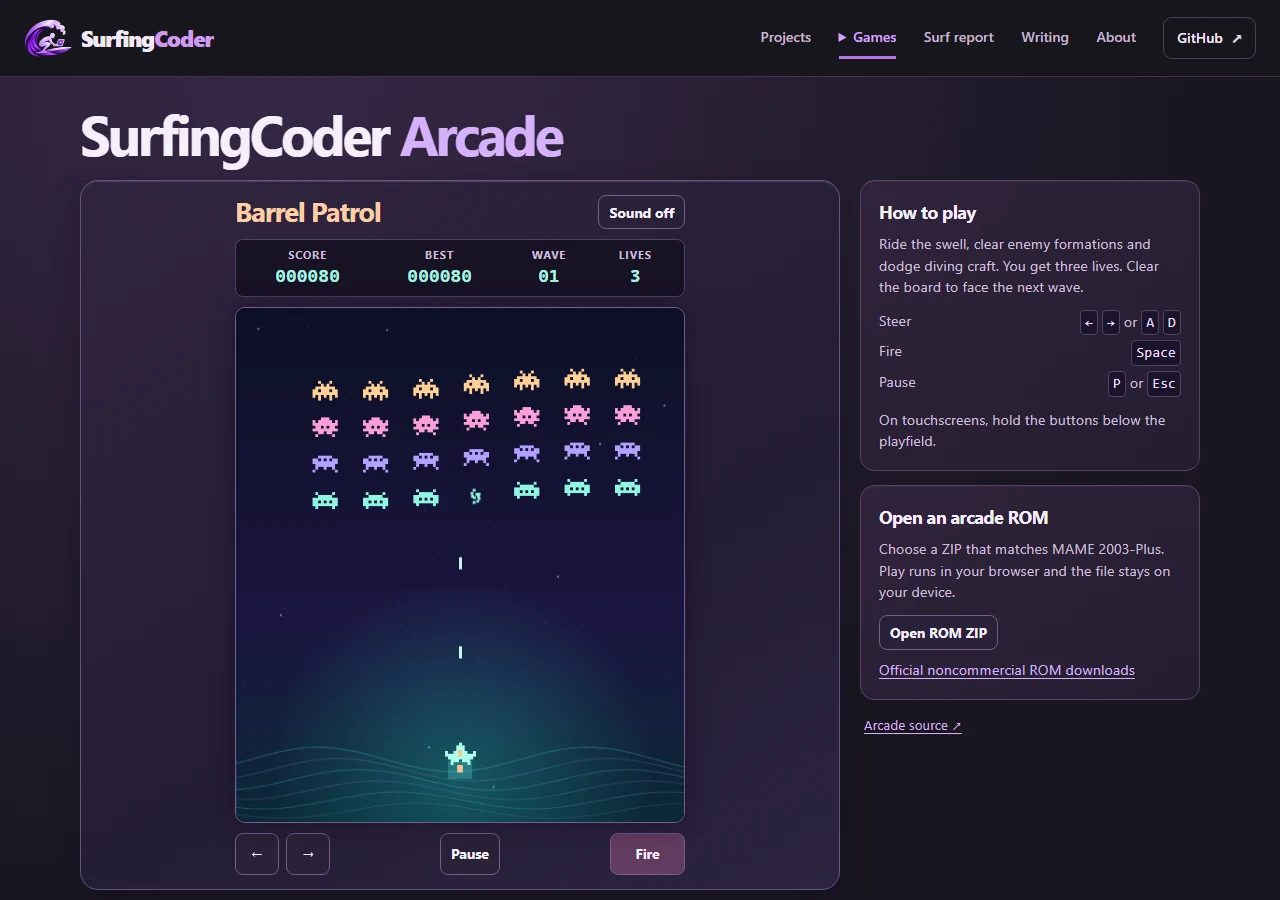 SurfingCoder
Projects
▶ Games
Surf report
Writing
About
GitHub ↗
SurfingCoder Arcade
Barrel Patrol
Sound off
SCORE
000080
BEST
000080
WAVE
01
LIVES
3
← →
Pause
Fire
How to play
Ride the swell, clear enemy formations and
dodge diving craft. You get three lives. Clear
the board to face the next wave.
Steer ← → or A D
Fire Space
Pause P or Esc
On touchscreens, hold the buttons below the
playfield.
Open an arcade ROM
Choose a ZIP that matches MAME 2003-Plus.
Play runs in your browser and the file stays on
your device.
Open ROM ZIP
Official noncommercial ROM downloads
Arcade source ↗